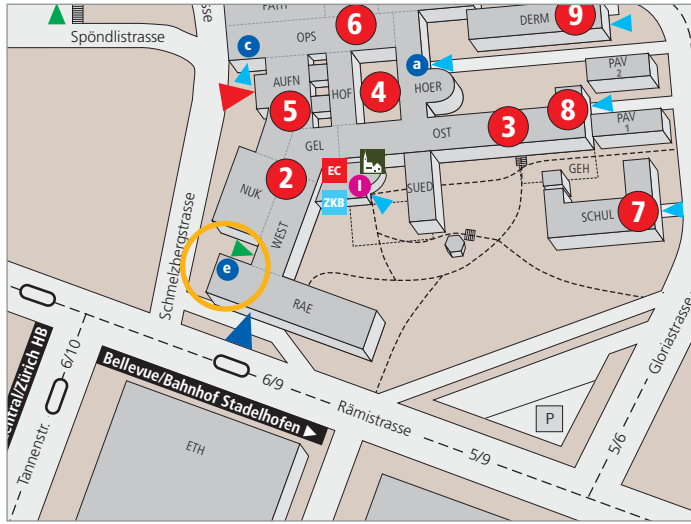 PATH
Spöndlistrasse
sse
OPS
6
DERM
9
c
a
AUFN
HOF
4
HOER
PAV
2
5
8
OST
3
PAV
1
GEL
EC
2
I
ZKB
NUK
SUED
GEH
SCHUL
7
WEST
e
RAE
Schmelzbergstrasse
Gloriastrasse
entral/Zürich HB
6/10
6/9
Bellevue/Bahnhof Stadelhofen
Rämistrasse
P
Tannenstr.
ETH
5/9
5/6